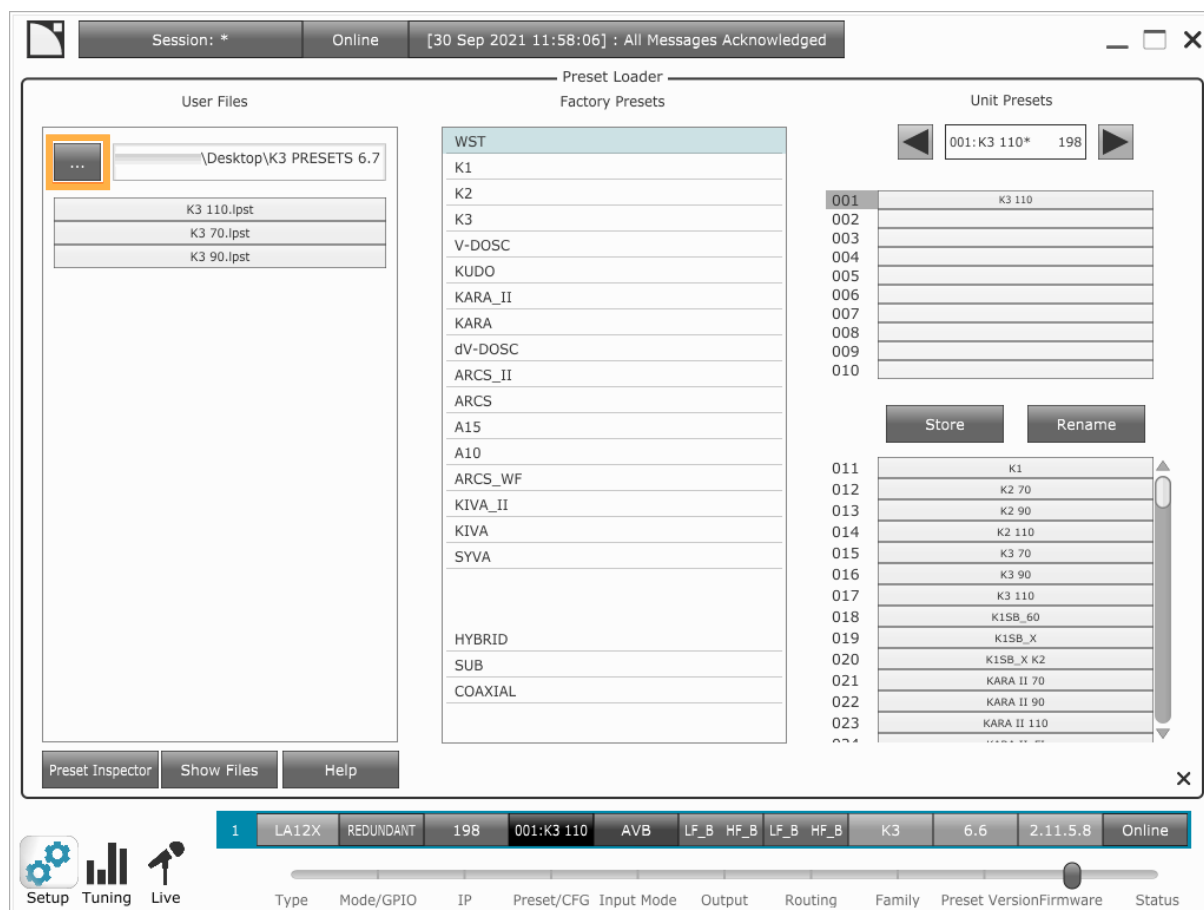 Session: * Online [30 Sep 2021 11:58:06] : All Messages Acknowledged
Preset Loader
User Files
... \Desktop\K3 PRESETS 6.7
K3 110.lpst
K3 70.lpst
K3 90.lpst
Factory Presets
WST
K1
K2
K3
V-DOSC
KUDO
KARA_II
KARA
dV-DOSC
ARCS_II
ARCS
A15
A10
ARCS_WF
KIVA_II
KIVA
SYVA
HYBRID
SUB
COAXIAL
Unit Presets
001:K3 110* 198
001 K3 110
002
003
004
005
006
007
008
009
010
Store Rename
011 K1
012 K2 70
013 K2 90
014 K2 110
015 K3 70
016 K3 90
017 K3 110
018 K1SB_60
019 K1SB_X
020 K1SB_X K2
021 KARA II 70
022 KARA II 90
023 KARA II 110
Preset Inspector Show Files Help
1 LA12X REDUNDANT 198 001:K3 110 AVB LF_B HF_B LF_B HF_B K3 6.6 2.11.5.8 Online
Setup Tuning Live
Type Mode/GPIO IP Preset/CFG Input Mode Output Routing Family Preset Version Firmware Status